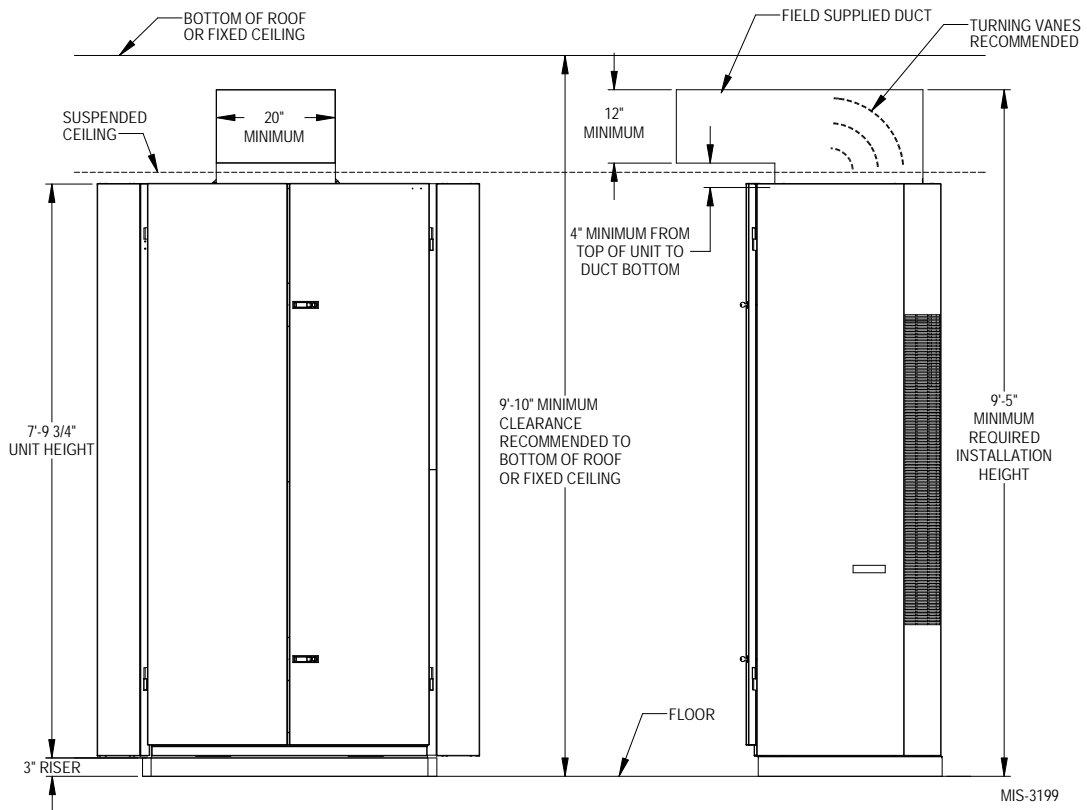 BOTTOM OF ROOF
OR FIXED CEILING
FIELD SUPPLIED DUCT
TURNING VANES
RECOMMENDED
SUSPENDED
CEILING
20"
MINIMUM
12"
MINIMUM
4" MINIMUM FROM
TOP OF UNIT TO
DUCT BOTTOM
7'-9 3/4"
UNIT HEIGHT
9'-10" MINIMUM
CLEARANCE
RECOMMENDED TO
BOTTOM OF ROOF
OR FIXED CEILING
9'-5"
MINIMUM
REQUIRED
INSTALLATION
HEIGHT
FLOOR
3" RISER
MIS-3199